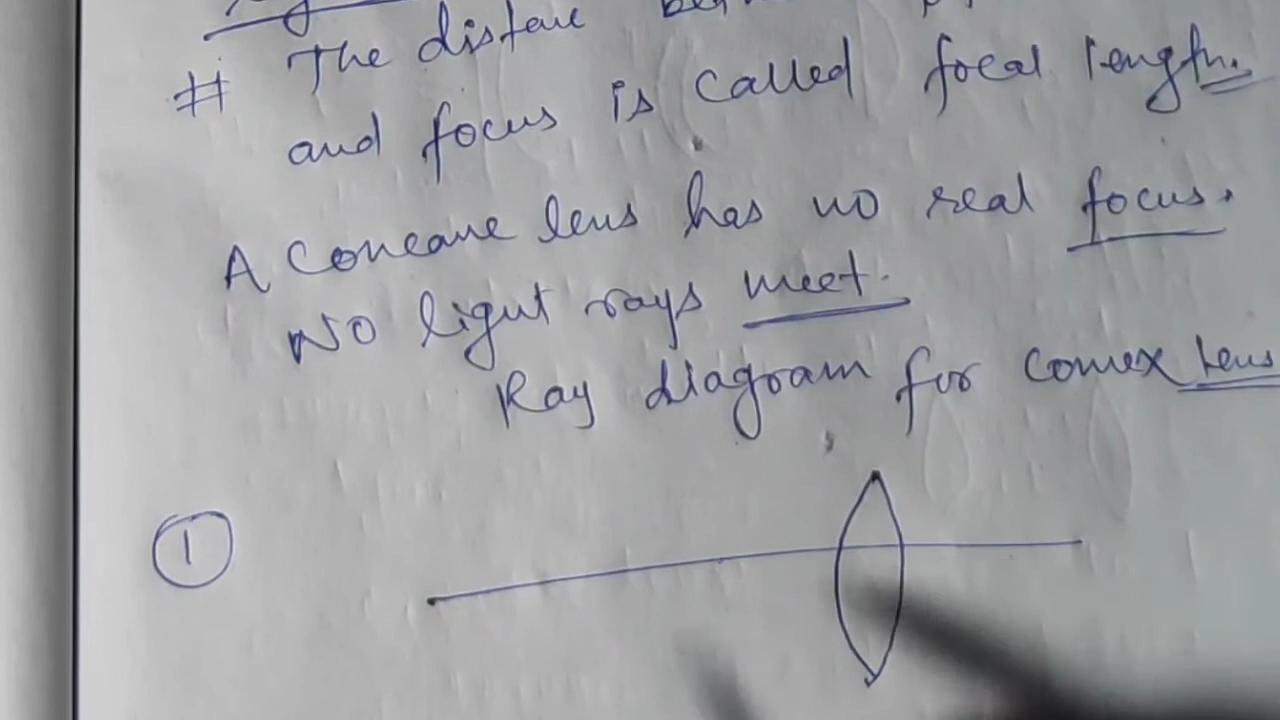 # The distance
and focus is called focal length.
A Concave lens has no real focus.
No light rays meet.
Ray diagram for convex lens
1